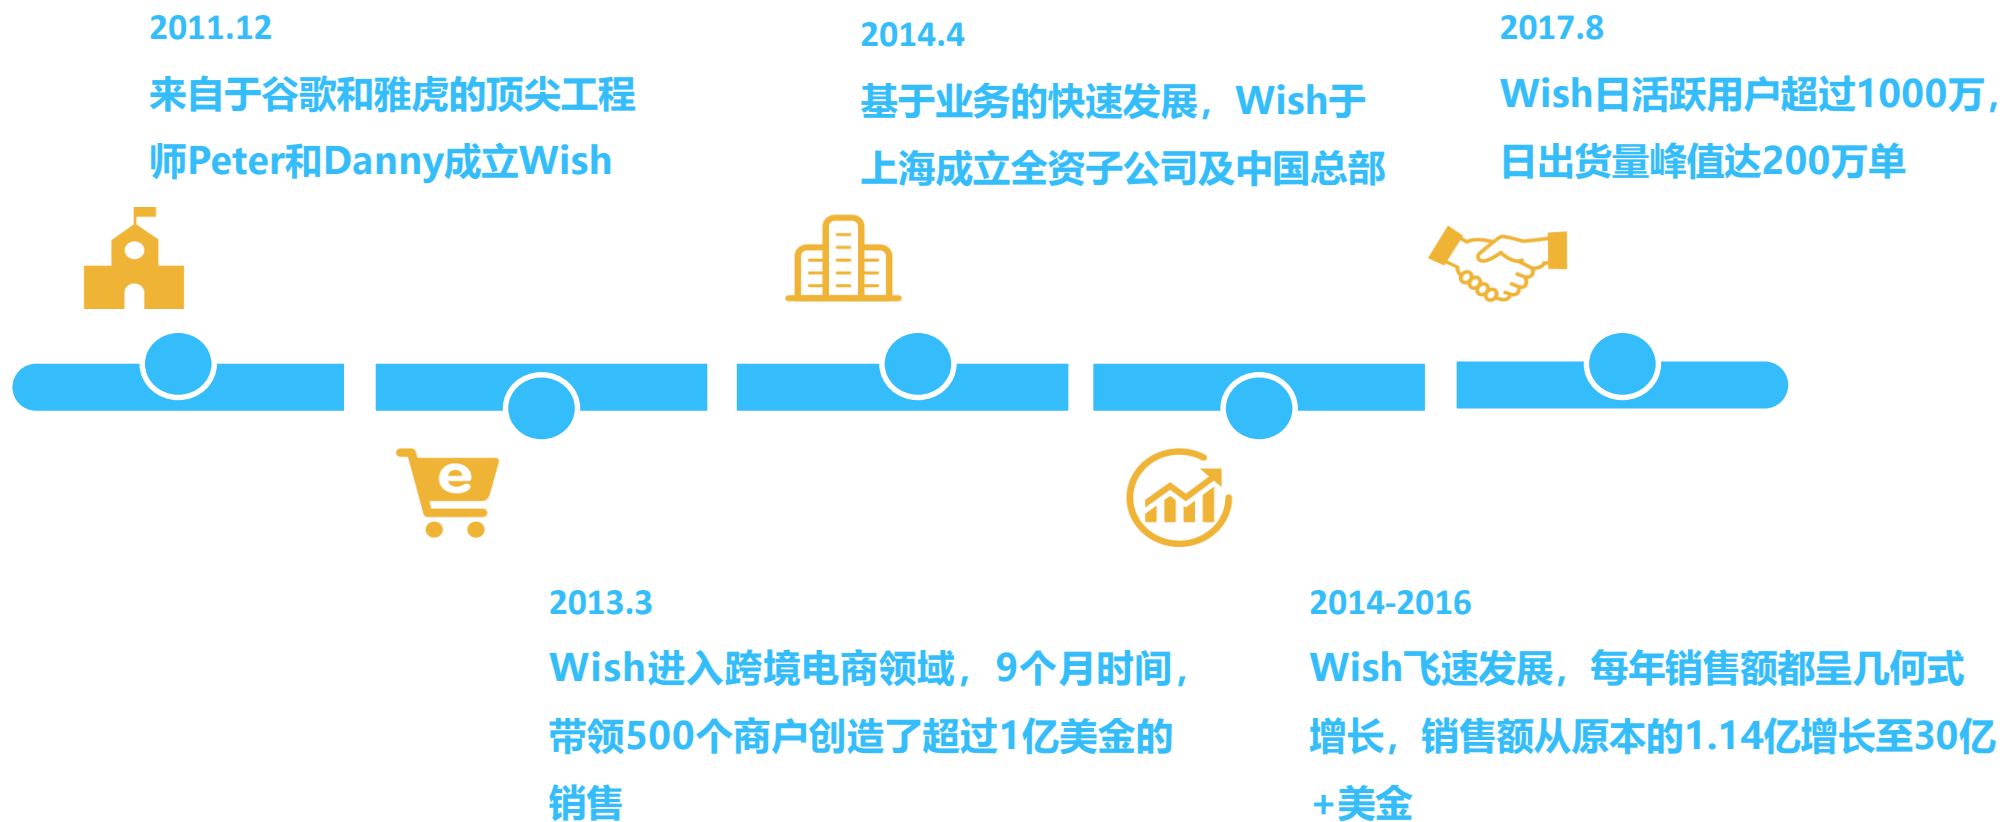 2011.12
来自于谷歌和雅虎的顶尖工程
师Peter和Danny成立Wish
2014.4
基于业务的快速发展，Wish于
上海成立全资子公司及中国总部
2017.8
Wish日活跃用户超过1000万，
日出货量峰值达200万单
e
2013.3
Wish进入跨境电商领域，9个月时间，
带领500个商户创造了超过1亿美金的
销售
2014-2016
Wish飞速发展，每年销售额都呈几何式
增长，销售额从原本的1.14亿增长至30亿
+美金